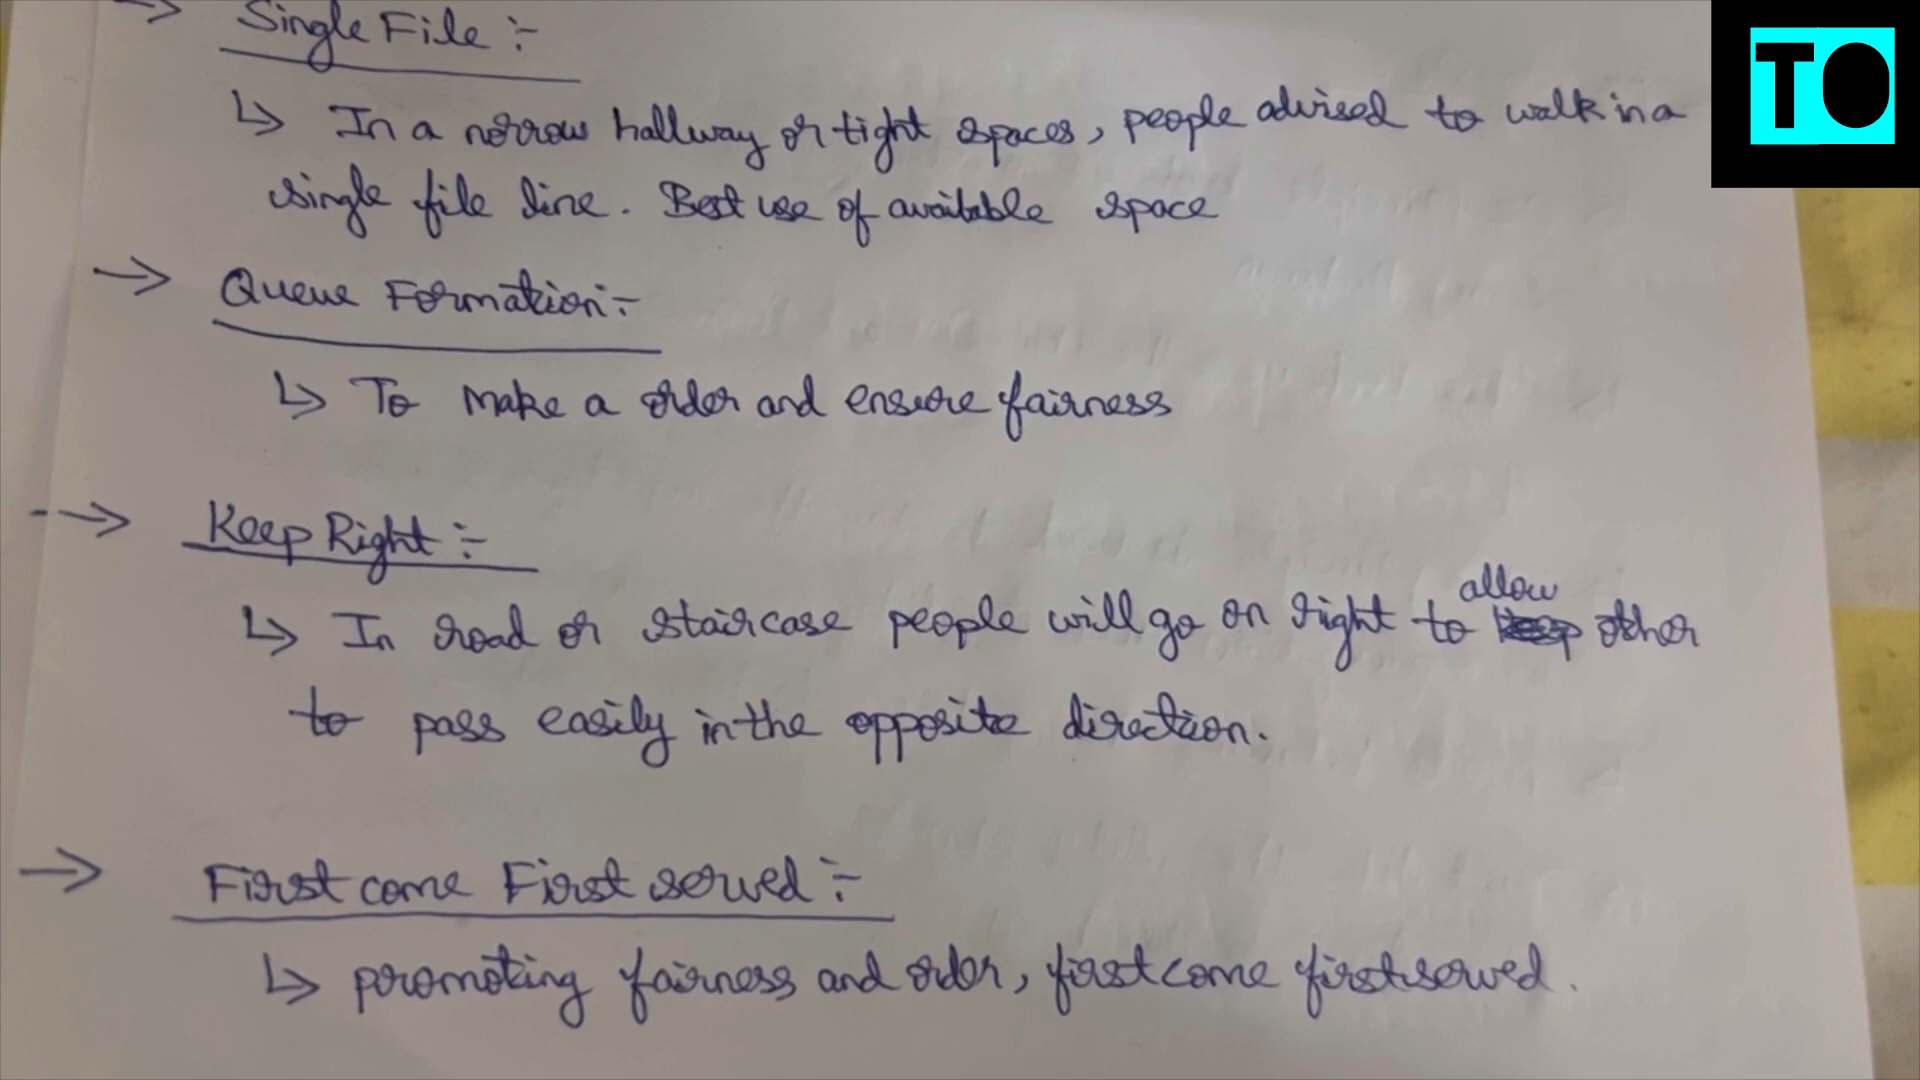 TO
→ Single File :-
↳ In a norrow hallway or tight spaces, people advised to walk in a
single file line. Best use of available space
→ Queue Formation:-
↳ To make a order and ensure fairness
--> Keep Right :-
allow
↳ In road or staircase people will go on right to keep other
to pass easily in the opposite direction.
→ First come First served :-
↳ promoting fairness and order, first come first served.